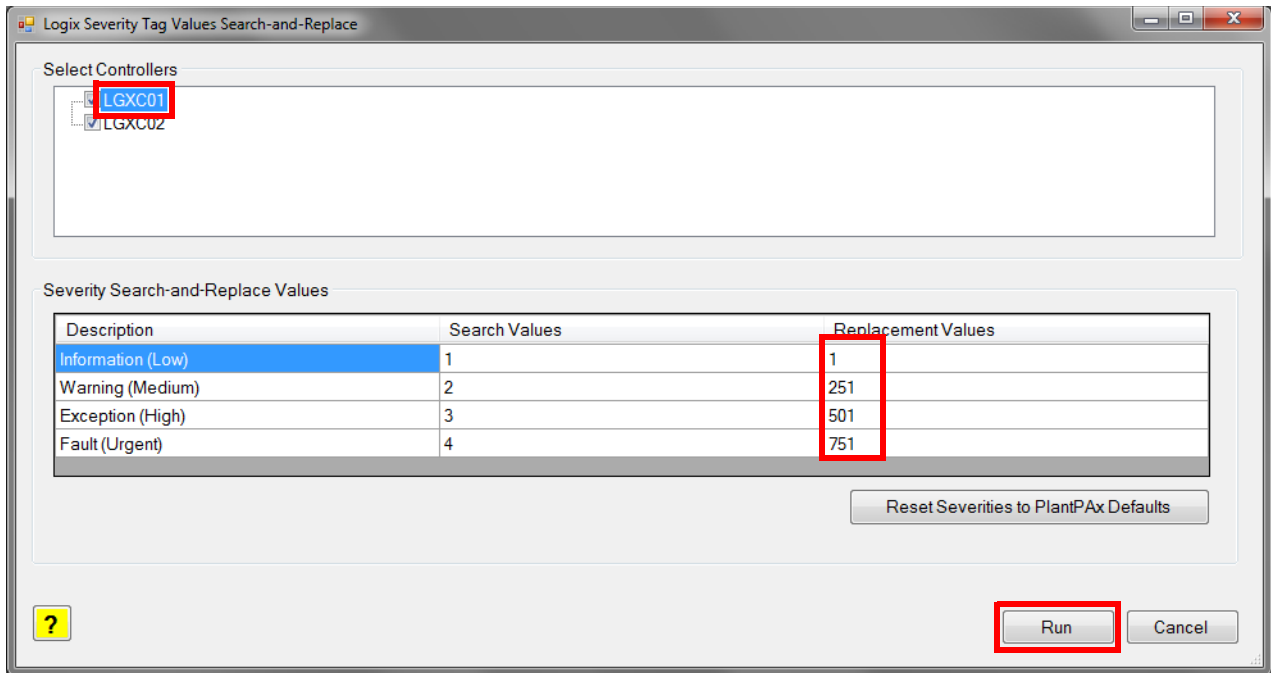 Logix Severity Tag Values Search-and-Replace
Select Controllers
LGXC01
LGXC02
Severity Search-and-Replace Values
Description Search Values Replacement Values
Information (Low) 1 1
Warning (Medium) 2 251
Exception (High) 3 501
Fault (Urgent) 4 751
Reset Severities to PlantPAx Defaults
? Run Cancel